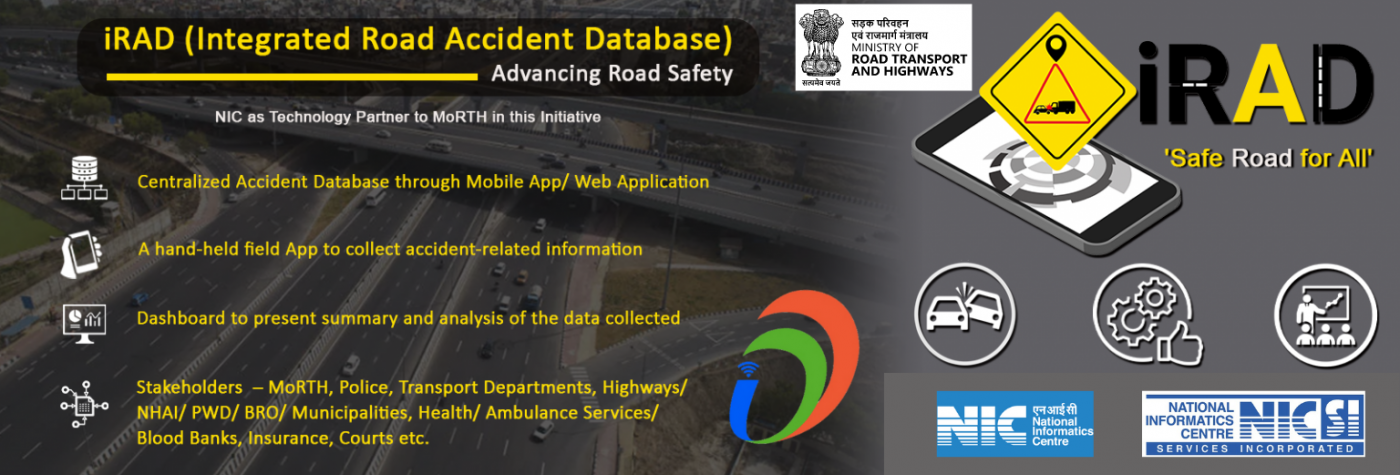 iRAD (Integrated Road Accident Database)
Advancing Road Safety
NIC as Technology Partner to MoRTH in this Initiative
Centralized Accident Database through Mobile App/ Web Application
A hand-held field App to collect accident-related information
Dashboard to present summary and analysis of the data collected
Stakeholders – MoRTH, Police, Transport Departments, Highways/
NHAI/ PWD/ BRO/ Municipalities, Health/ Ambulance Services/
Blood Banks, Insurance, Courts etc.
सड़क परिवहन
एवं राजमार्ग मंत्रालय
MINISTRY OF
ROAD TRANSPORT
AND HIGHWAYS
सत्यमेव जयते
iRAD
'Safe Road for All'
NIC
एन आई सी
National
Informatics
Centre
NATIONAL
INFORMATICS
CENTRE
NICSI
SERVICES INCORPORATED